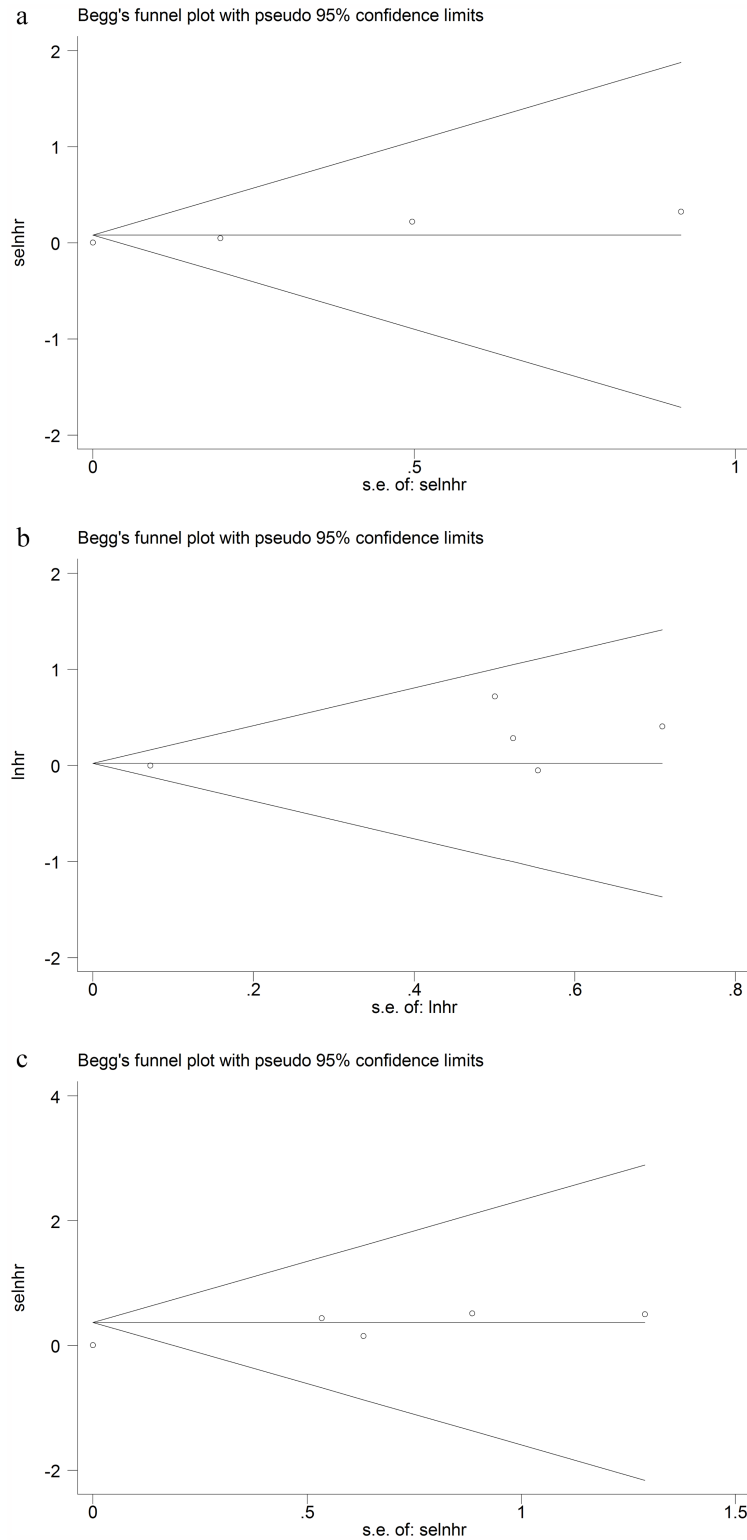 a
Begg's funnel plot with pseudo 95% confidence limits
2
1
0
-1
-2
selnhr
0 .5 1
s.e. of: selnhr
b
Begg's funnel plot with pseudo 95% confidence limits
2
1
0
-1
-2
lnhr
0 .2 .4 .6 .8
s.e. of: lnhr
c
Begg's funnel plot with pseudo 95% confidence limits
4
2
0
-2
selnhr
0 .5 1 1.5
s.e. of: selnhr